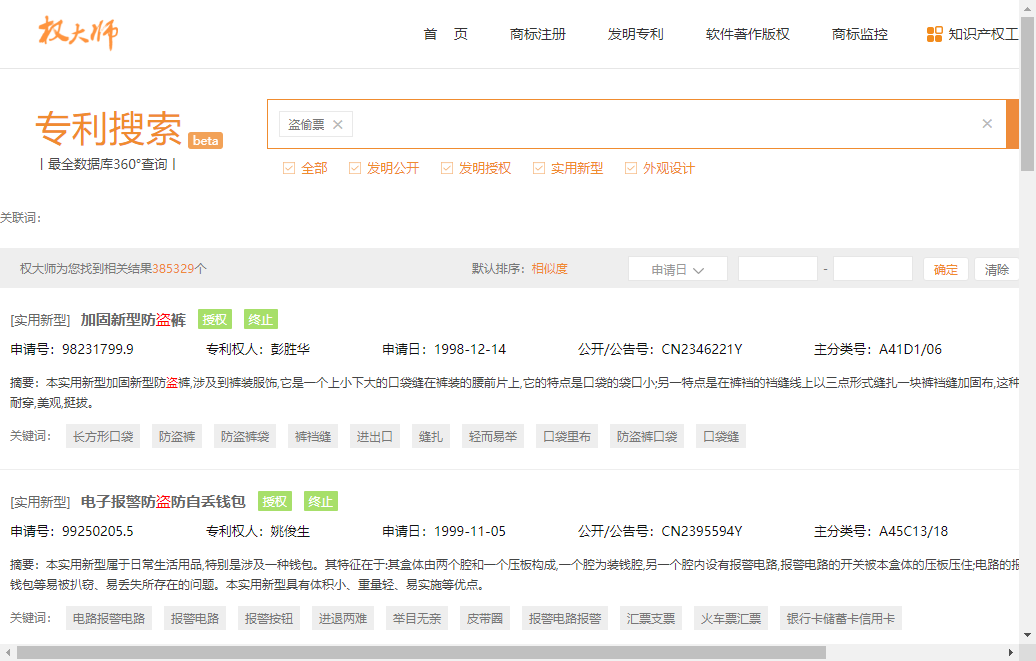 权大师
首 页 商标注册 发明专利 软件著作版权 商标监控 知识产权工
专利搜索 beta
| 最全数据库360°查询 |
盗偷票 × ×
全部 发明公开 发明授权 实用新型 外观设计
关联词：
权大师为您找到相关结果385329个 默认排序：相似度 申请日 - 确定 清除
[实用新型] 加固新型防盗裤 授权 终止
申请号：98231799.9 专利权人：彭胜华 申请日：1998-12-14 公开/公告号：CN2346221Y 主分类号：A41D1/06
摘要：本实用新型加固新型防盗裤,涉及到裤装服饰,它是一个上小下大的口袋缝在裤装的腰前片上,它的特点是口袋的袋口小;另一特点是在裤裆的裆缝线上以三点形式缝扎一块裤裆缝加固布,这种
耐穿,美观,挺拔。
关键词： 长方形口袋 防盗裤 防盗裤袋 裤裆缝 进出口 缝扎 轻而易举 口袋里布 防盗裤口袋 口袋缝
[实用新型] 电子报警防盗防自丢钱包 授权 终止
申请号：99250205.5 专利权人：姚俊生 申请日：1999-11-05 公开/公告号：CN2395594Y 主分类号：A45C13/18
摘要：本实用新型属于日常生活用品,特别是涉及一种钱包。其特征在于:其盒体由两个腔和一个压板构成,一个腔为装钱腔,另一个腔内设有报警电路,报警电路的开关被本盒体的压板压住;电路的报
钱包等易被扒窃、易丢失所存在的问题。本实用新型具有体积小、重量轻、易实施等优点。
关键词： 电路报警电路 报警电路 报警按钮 进退两难 举目无亲 皮带圈 报警电路报警 汇票支票 火车票汇票 银行卡储蓄卡信用卡